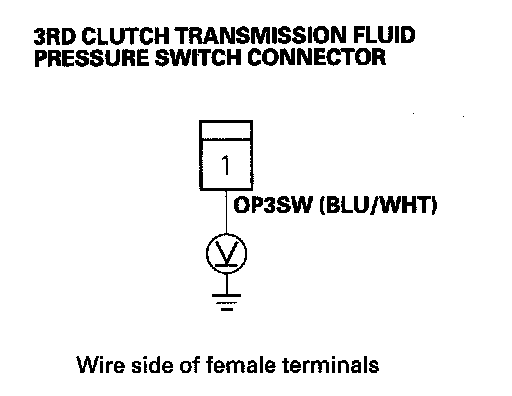 3RD CLUTCH TRANSMISSION FLUID
PRESSURE SWITCH CONNECTOR
1
OP3SW (BLU/WHT)
V
Wire side of female terminals